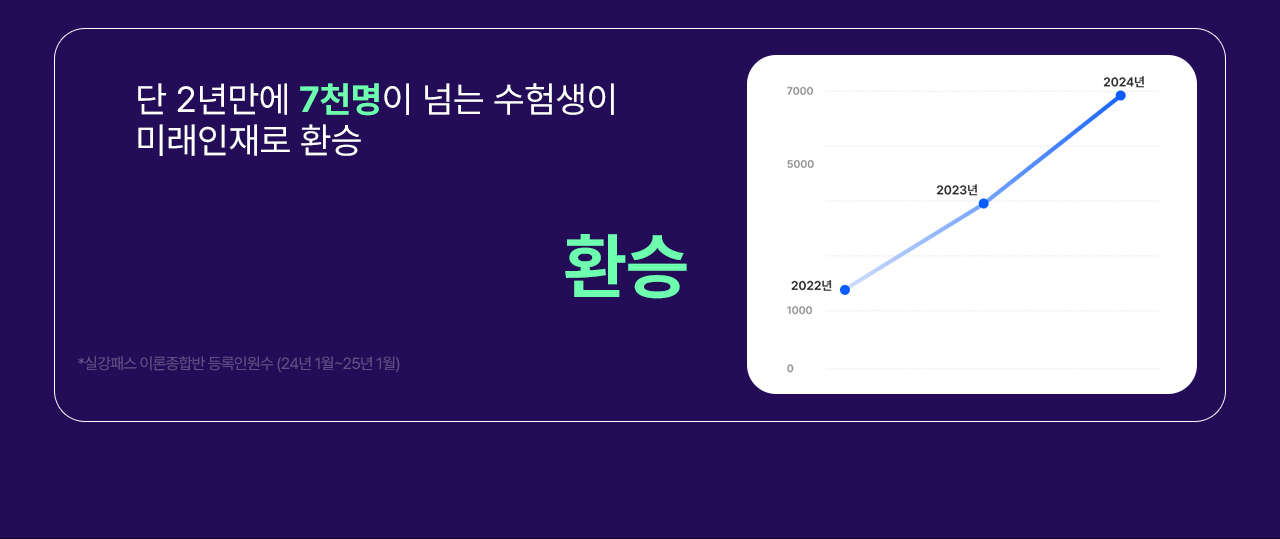 단 2년만에 7천명이 넘는 수험생이
미래인재로 환승
환승
*실강패스 이론종합반 등록인원수 (24년 1월~25년 1월)
7000
5000
1000
0
2022년
2023년
2024년